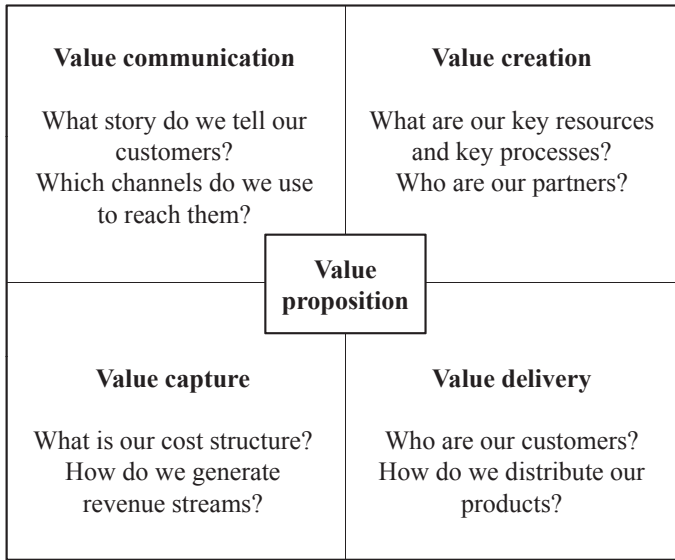 Value communication
What story do we tell our
customers?
Which channels do we use
to reach them?
Value creation
What are our key resources
and key processes?
Who are our partners?
Value
proposition
Value capture
What is our cost structure?
How do we generate
revenue streams?
Value delivery
Who are our customers?
How do we distribute our
products?